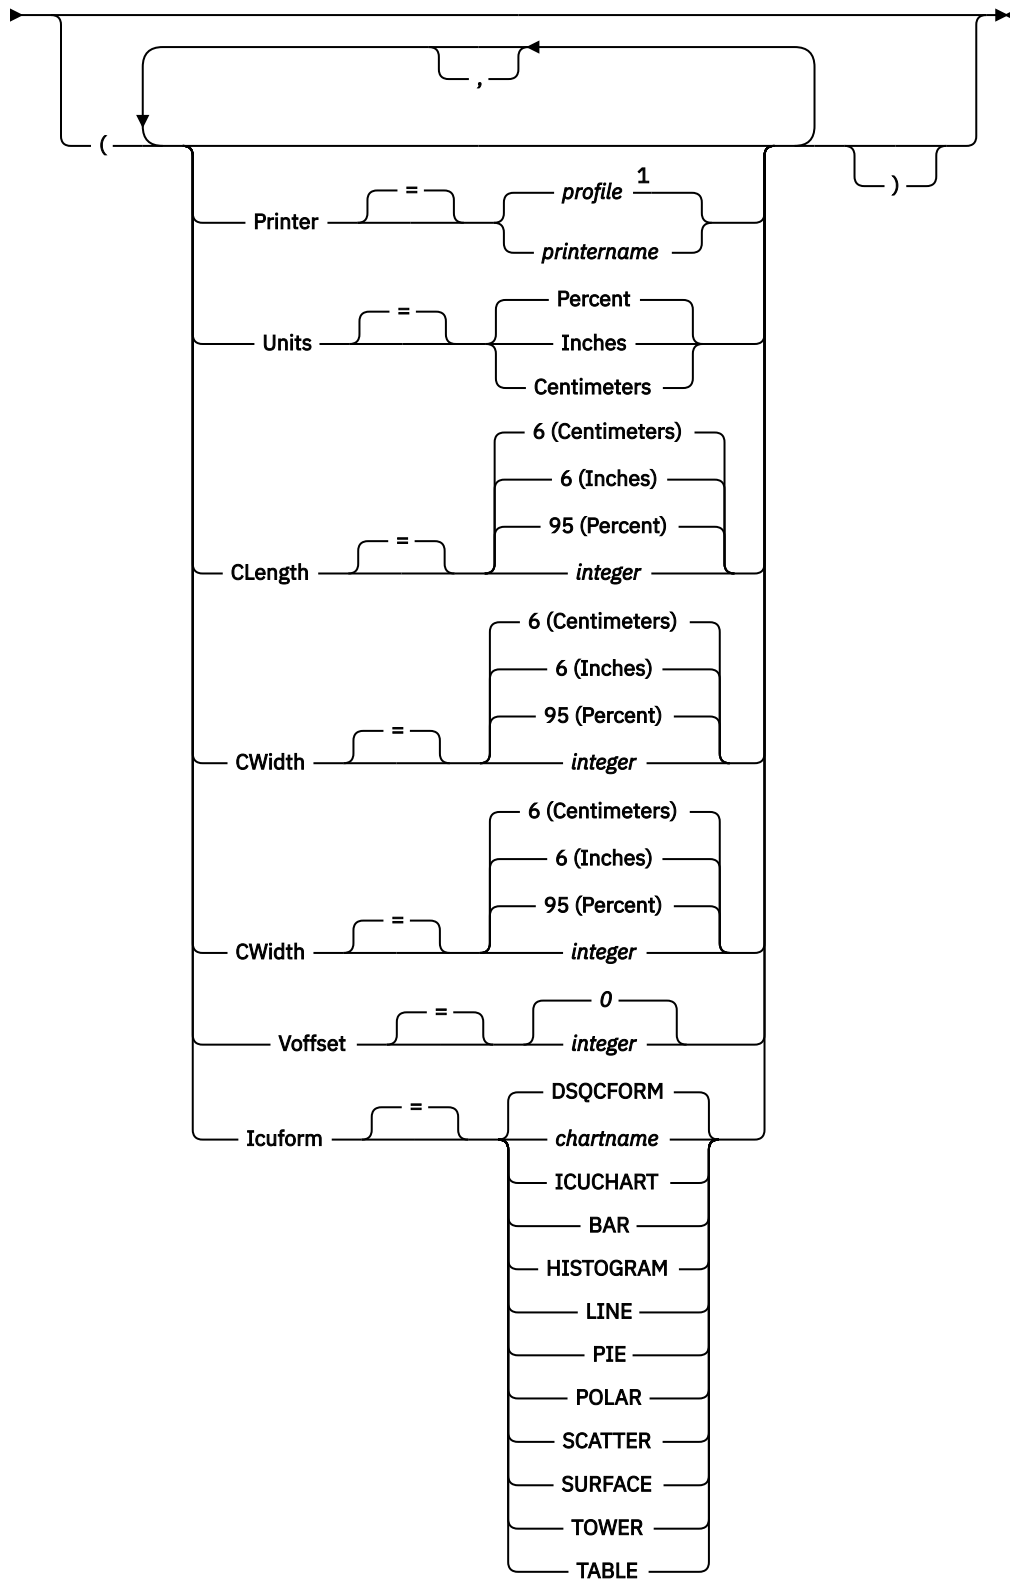 ,
(
)
Printer = profile 1
printername
Units = Percent
Inches
Centimeters
CLength = 6 (Centimeters)
6 (Inches)
95 (Percent)
integer
CWidth = 6 (Centimeters)
6 (Inches)
95 (Percent)
integer
CWidth = 6 (Centimeters)
6 (Inches)
95 (Percent)
integer
Voffset = 0
integer
Icuform = DSQCFORM
chartname
ICUCHART
BAR
HISTOGRAM
LINE
PIE
POLAR
SCATTER
SURFACE
TOWER
TABLE